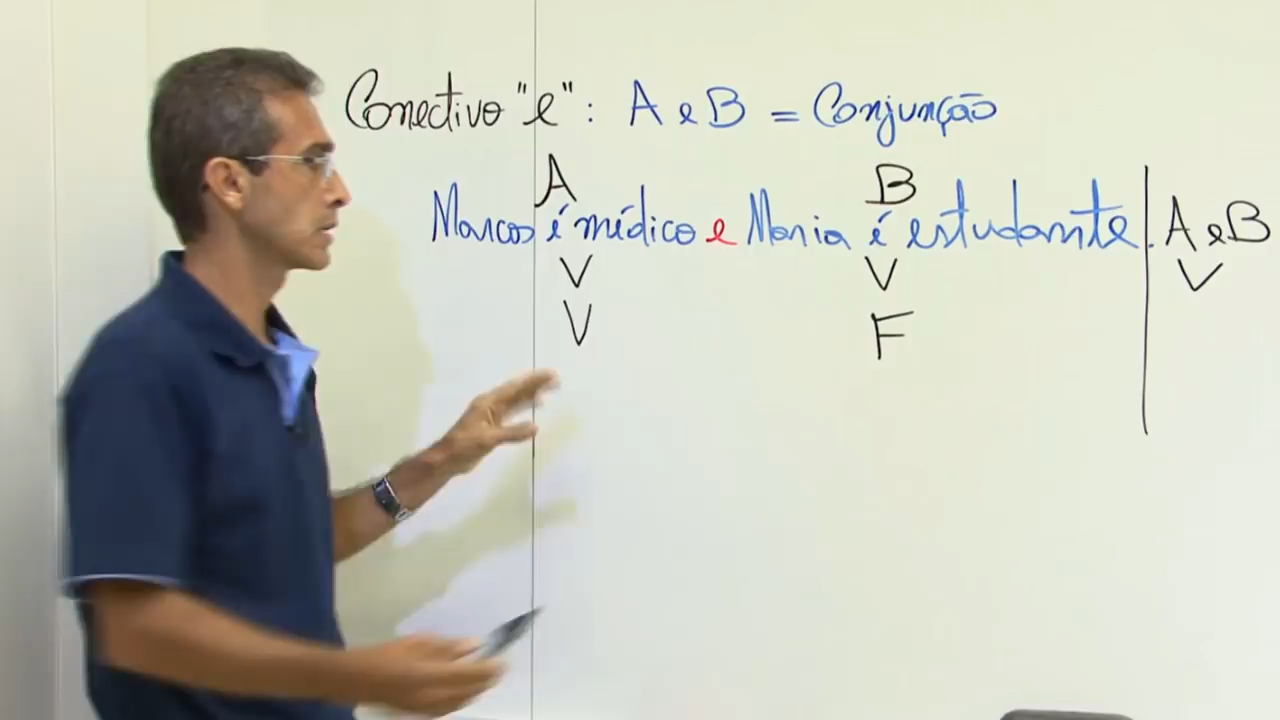 Conectivo "e": A e B = Conjunção
A B
Marcos é médico e Maria é estudante. A e B
V V V
V F